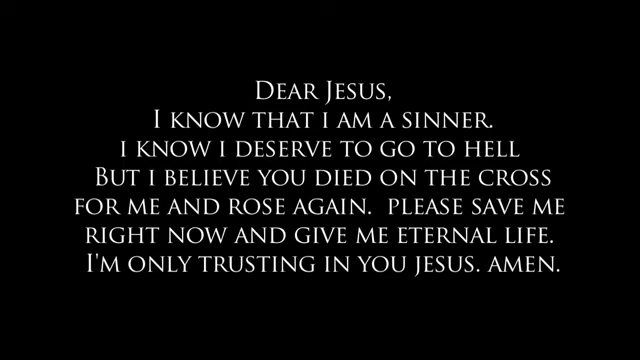 Dear Jesus,
I know that I am a sinner.
I know I deserve to go to hell
But I believe you died on the cross
for me and rose again.  Please save me
right now and give me eternal life.
I'm only trusting in you Jesus. Amen.